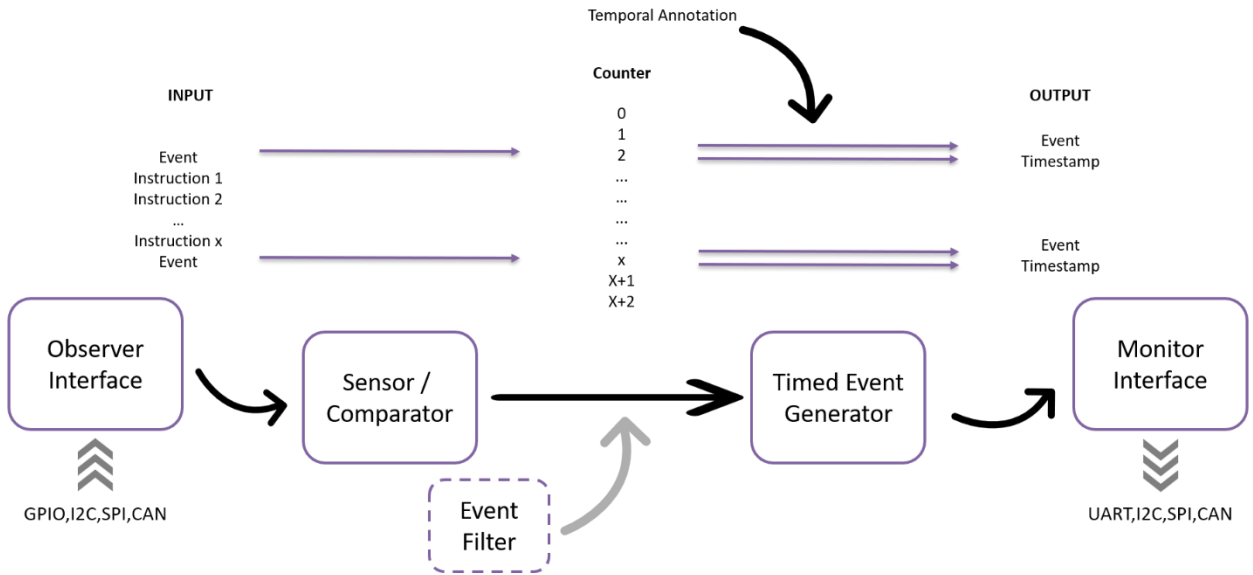 Temporal Annotation
Counter
INPUT
OUTPUT
0
1
2
...
...
...
...
x
X+1
X+2
Event
Instruction 1
Instruction 2
...
Instruction x
Event
Event
Timestamp
Event
Timestamp
Observer
Interface
Sensor /
Comparator
Timed Event
Generator
Monitor
Interface
Event
Filter
GPIO,I2C,SPI,CAN
UART,I2C,SPI,CAN